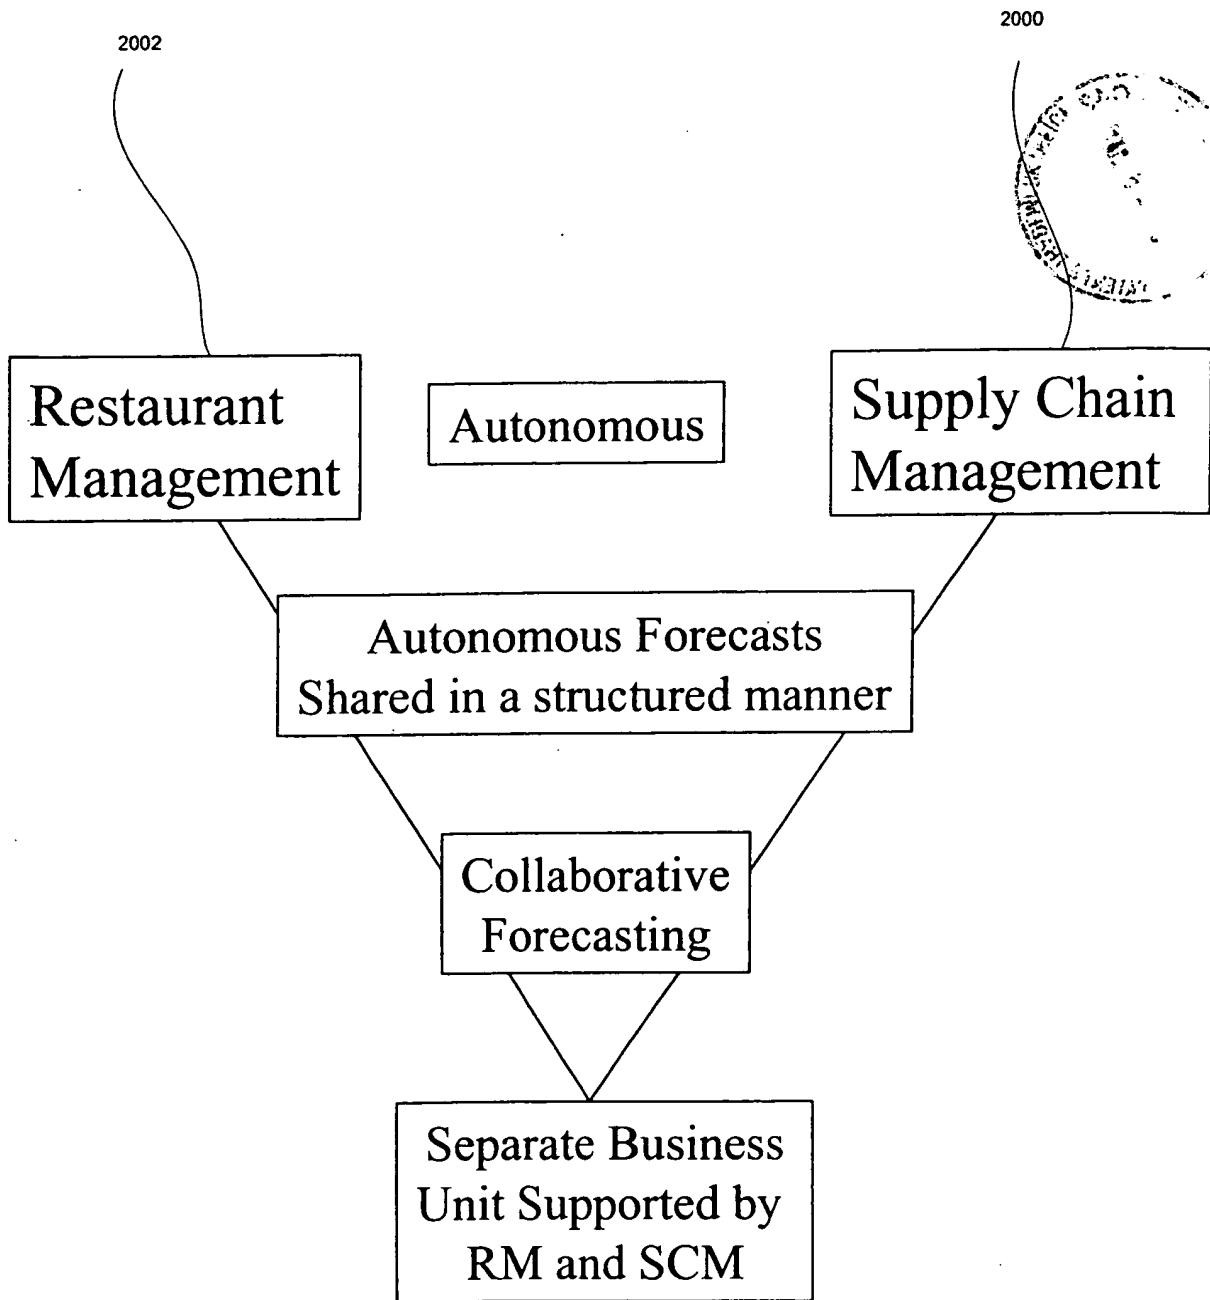 2002
2000
Restaurant
Management
Autonomous
Supply Chain
Management
Autonomous Forecasts
Shared in a structured manner
Collaborative
Forecasting
Separate Business
Unit Supported by
RM and SCM